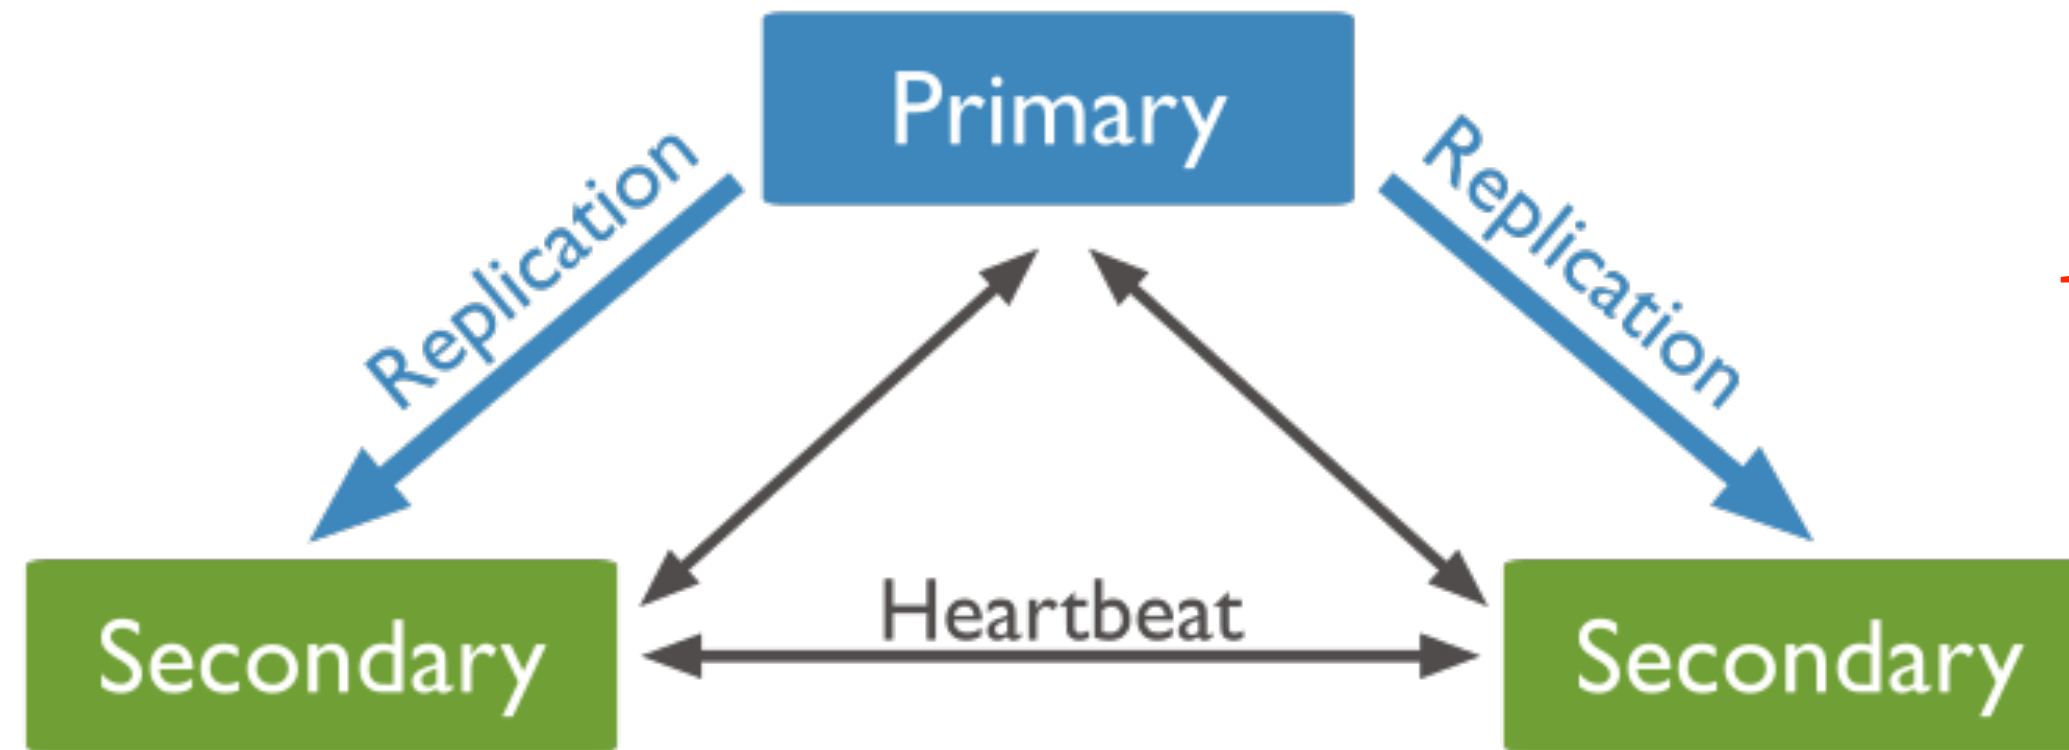 Primary
Replication
Replication
Heartbeat
Secondary
Secondary